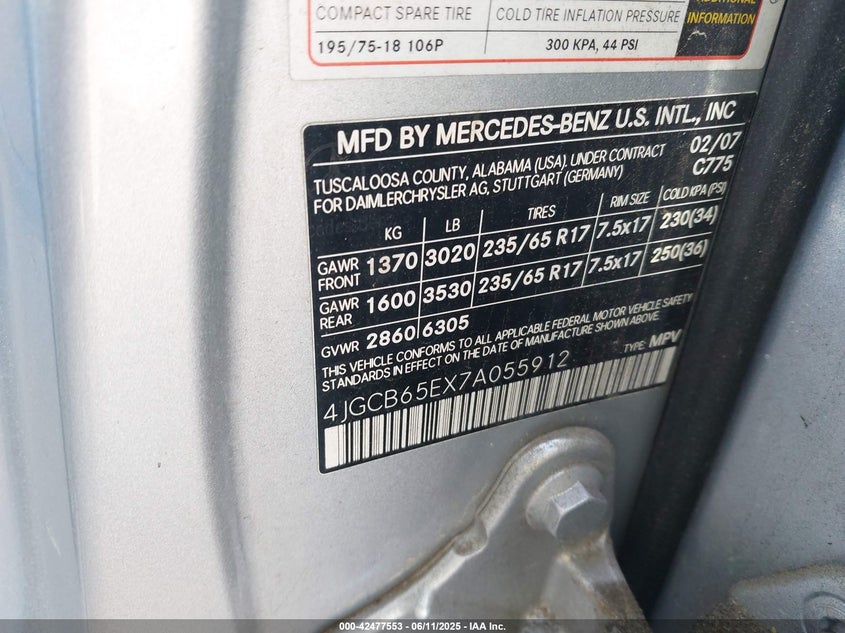 COMPACT SPARE TIRE COLD TIRE INFLATION PRESSURE
195/75-18 106P 300 KPA, 44 PSI
ADDITIONAL
INFORMATION
MFD BY MERCEDES-BENZ U.S. INTL., INC
TUSCALOOSA COUNTY, ALABAMA (USA). UNDER CONTRACT 02/07
FOR DAIMLERCHRYSLER AG, STUTTGART (GERMANY) C775
KG LB TIRES RIM SIZE COLD KPA (PSI)
GAWR FRONT 1370 3020 235/65 R17 7.5x17 230(34)
GAWR REAR 1600 3530 235/65 R17 7.5x17 250(36)
GVWR 2860 6305
THIS VEHICLE CONFORMS TO ALL APPLICABLE FEDERAL MOTOR VEHICLE SAFETY
STANDARDS IN EFFECT ON THE DATE OF MANUFACTURE SHOWN ABOVE.
4JGCB65EX7A055912 TYPE: MPV
000-42477553 - 06/11/2025 - IAA Inc.